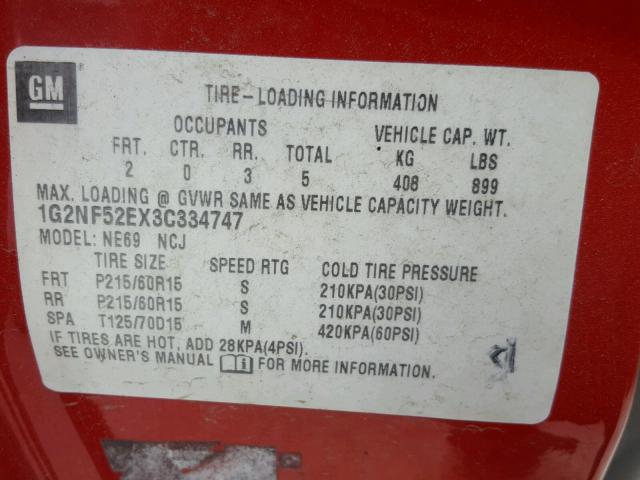 GM
TIRE-LOADING INFORMATION
OCCUPANTS VEHICLE CAP. WT.
FRT. CTR. RR. TOTAL KG LBS
2 0 3 5 408 899
MAX. LOADING @ GVWR SAME AS VEHICLE CAPACITY WEIGHT.
1G2NF52EX3C334747
MODEL: NE69 NCJ
TIRE SIZE SPEED RTG COLD TIRE PRESSURE
FRT P215/60R15 S 210KPA(30PSI)
RR P215/60R15 S 210KPA(30PSI)
SPA T125/70D15 M 420KPA(60PSI)
IF TIRES ARE HOT, ADD 28KPA(4PSI).
SEE OWNER'S MANUAL FOR MORE INFORMATION.